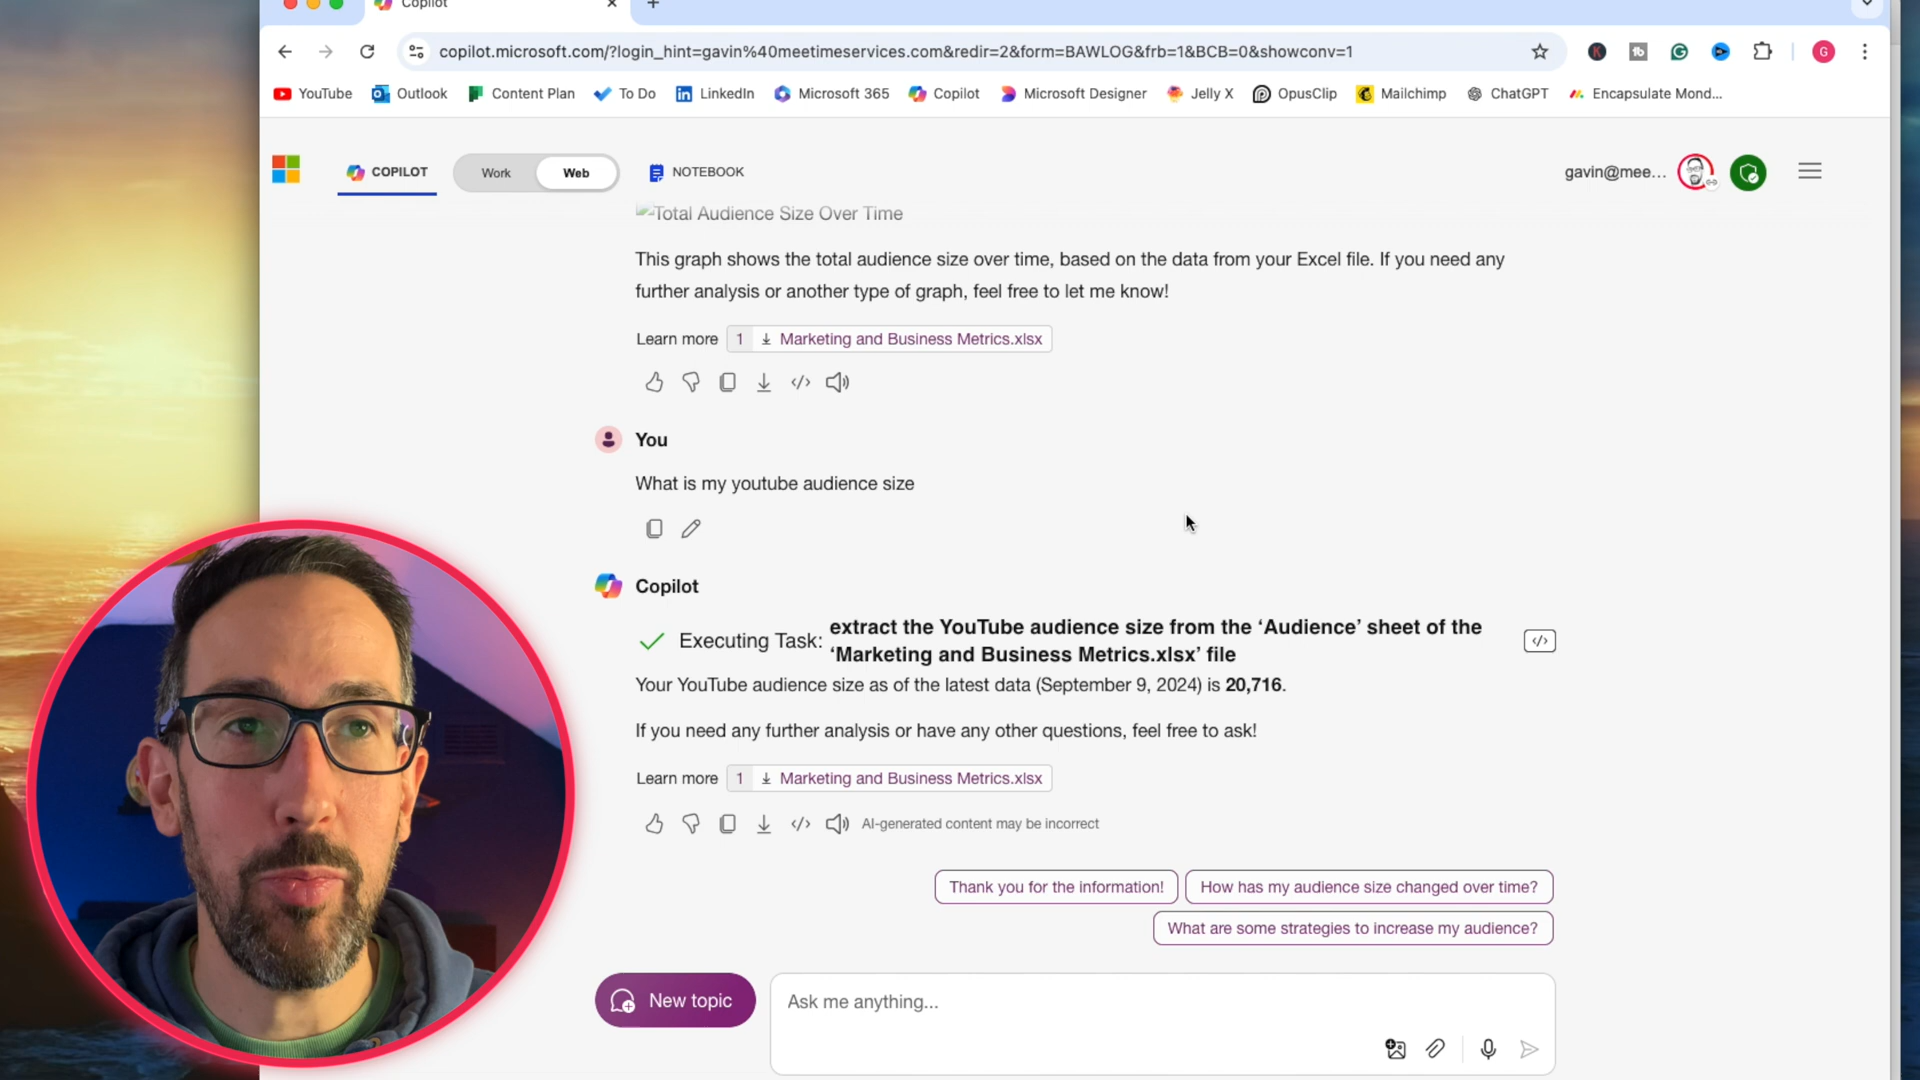 Copilot
copilot.microsoft.com/?login_hint=gavin%40meetimeservices.com&redir=2&form=BAWLOG&frb=1&BCB=0&showconv=1
G
YouTube Outlook Content Plan To Do LinkedIn Microsoft 365 Copilot Microsoft Designer Jelly X OpusClip Mailchimp ChatGPT Encapsulate Mond...
COPILOT Work Web NOTEBOOK gavin@mee...
Total Audience Size Over Time
This graph shows the total audience size over time, based on the data from your Excel file. If you need any
further analysis or another type of graph, feel free to let me know!
Learn more 1 Marketing and Business Metrics.xlsx
You
What is my youtube audience size
Copilot
Executing Task: extract the YouTube audience size from the ‘Audience’ sheet of the
‘Marketing and Business Metrics.xlsx’ file
Your YouTube audience size as of the latest data (September 9, 2024) is 20,716.
If you need any further analysis or have any other questions, feel free to ask!
Learn more 1 Marketing and Business Metrics.xlsx
AI-generated content may be incorrect
Thank you for the information! How has my audience size changed over time?
What are some strategies to increase my audience?
New topic Ask me anything...